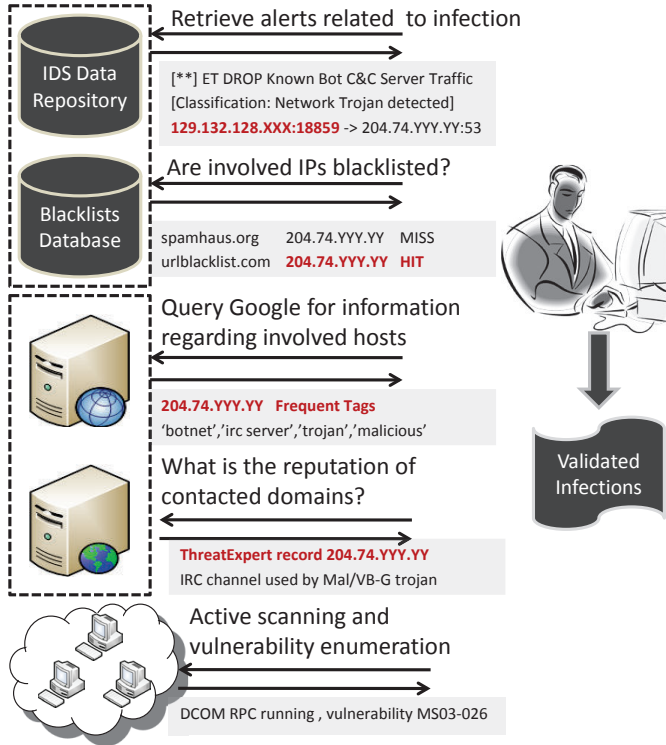 Retrieve alerts related to infection
IDS Data
Repository
[**] ET DROP Known Bot C&C Server Traffic
[Classification: Network Trojan detected]
129.132.128.XXX:18859 -> 204.74.YYY.YY:53
Are involved IPs blacklisted?
Blacklists
Database
spamhaus.org 204.74.YYY.YY MISS
urlblacklist.com 204.74.YYY.YY HIT
Query Google for information
regarding involved hosts
204.74.YYY.YY Frequent Tags
‘botnet’,’irc server’,’trojan’,’malicious’
What is the reputation of
contacted domains?
ThreatExpert record 204.74.YYY.YY
IRC channel used by Mal/VB-G trojan
Validated
Infections
Active scanning and
vulnerability enumeration
DCOM RPC running , vulnerability MS03-026